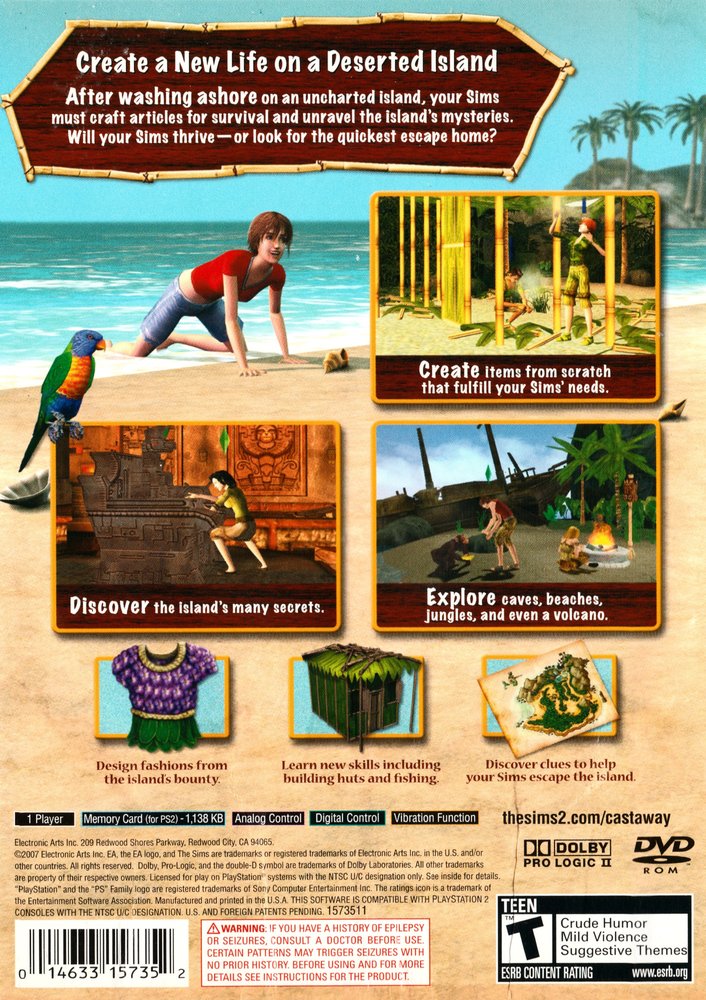 Create a New Life on a Deserted Island
After washing ashore on an uncharted island, your Sims
must craft articles for survival and unravel the island's mysteries.
Will your Sims thrive—or look for the quickest escape home?
Create items from scratch
that fulfill your Sims' needs.
Discover the island's many secrets.
Explore caves, beaches,
jungles, and even a volcano.
Design fashions from
the island's bounty.
Learn new skills including
building huts and fishing.
Discover clues to help
your Sims escape the island.
1 Player
Memory Card (for PS2) - 1,138 KB
Analog Control
Digital Control
Vibration Function
thesims2.com/castaway
Electronic Arts Inc. 209 Redwood Shores Parkway, Redwood City, CA 94065.
©2007 Electronic Arts Inc. EA, the EA logo, and The Sims are trademarks or registered trademarks of Electronic Arts Inc. in the U.S. and/or
other countries. All rights reserved. Dolby, Pro-Logic, and the double-D symbol are trademarks of Dolby Laboratories. All other trademarks
are property of their respective owners. Licensed for play on PlayStation® systems with the NTSC U/C designation only. See inside for details.
"PlayStation" and the "PS" Family logo are registered trademarks of Sony Computer Entertainment Inc. The ratings icon is a trademark of
the Entertainment Software Association. Manufactured and printed in the U.S.A. THIS SOFTWARE IS COMPATIBLE WITH PLAYSTATION 2
CONSOLES WITH THE NTSC U/C DESIGNATION. U.S. AND FOREIGN PATENTS PENDING. 1573511
DOLBY
PRO LOGIC II
DVD
ROM
0 14633 15735 2
WARNING: IF YOU HAVE A HISTORY OF EPILEPSY
OR SEIZURES, CONSULT A DOCTOR BEFORE USE.
CERTAIN PATTERNS MAY TRIGGER SEIZURES WITH
NO PRIOR HISTORY. BEFORE USING AND FOR MORE
DETAILS SEE INSTRUCTIONS FOR THE PRODUCT.
TEEN
T
TM
Crude Humor
Mild Violence
Suggestive Themes
ESRB CONTENT RATING
www.esrb.org